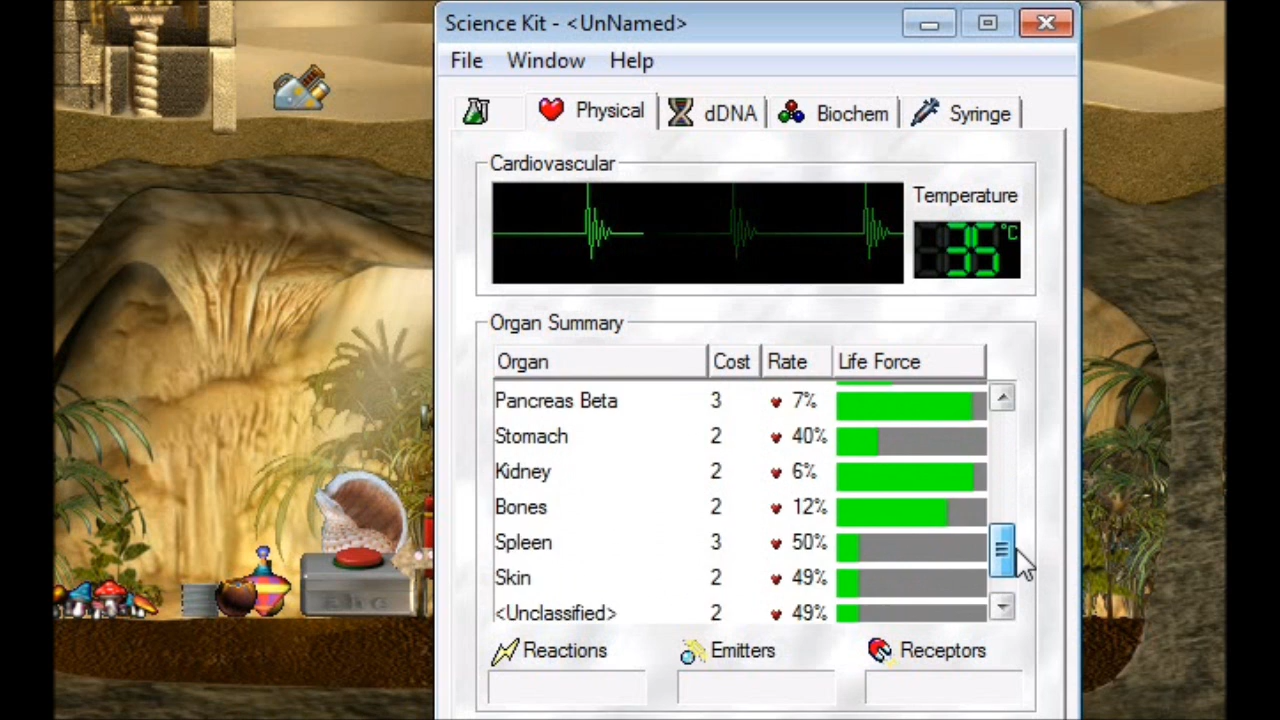 Science Kit - <UnNamed>
File Window Help
Physical dDNA Biochem Syringe
Cardiovascular
Temperature
35 °C
Organ Summary
Organ Cost Rate Life Force
Pancreas Beta 3 7%
Stomach 2 40%
Kidney 2 6%
Bones 2 12%
Spleen 3 50%
Skin 2 49%
<Unclassified> 2 49%
Reactions Emitters Receptors